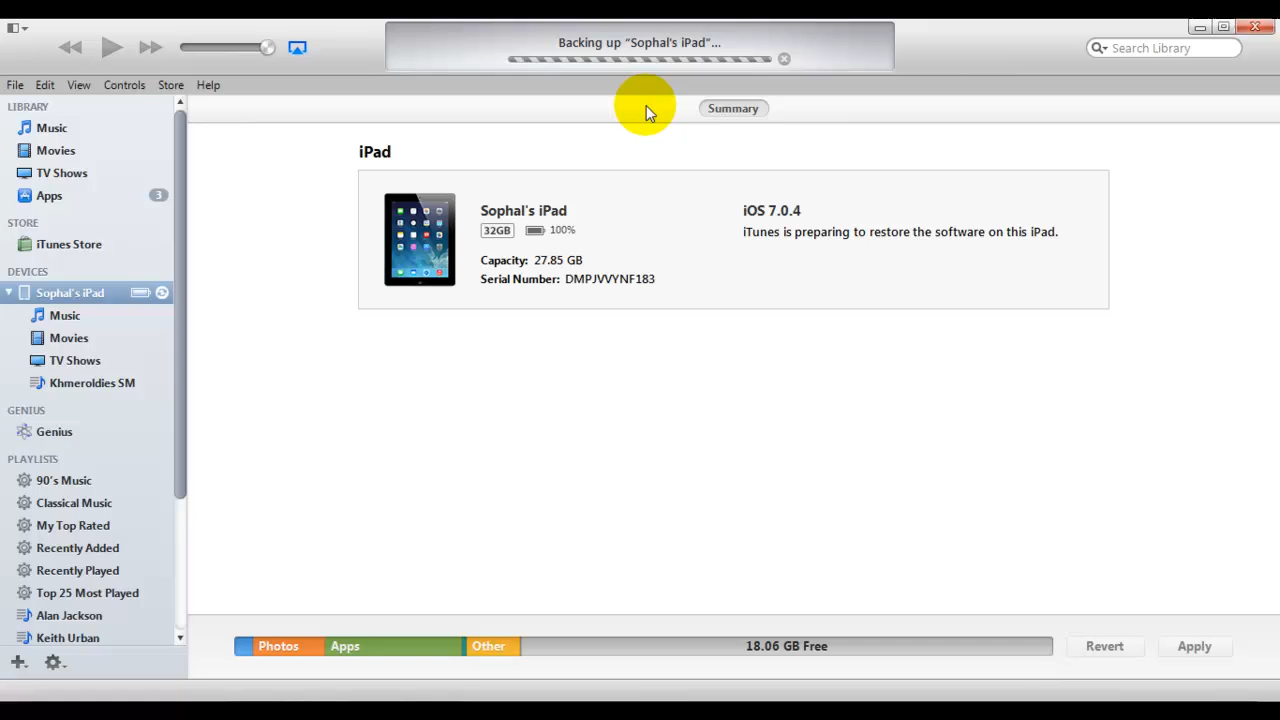 Backing up “Sophal's iPad”...
Search Library
File Edit View Controls Store Help
LIBRARY
Music
Movies
TV Shows
Apps 3
STORE
iTunes Store
DEVICES
Sophal's iPad
Music
Movies
TV Shows
Khmeroldies SM
GENIUS
Genius
PLAYLISTS
90's Music
Classical Music
My Top Rated
Recently Added
Recently Played
Top 25 Most Played
Alan Jackson
Keith Urban
Summary
iPad
Sophal's iPad
32GB 100%
Capacity: 27.85 GB
Serial Number: DMPJVVYNF183
iOS 7.0.4
iTunes is preparing to restore the software on this iPad.
Photos Apps Other 18.06 GB Free Revert Apply